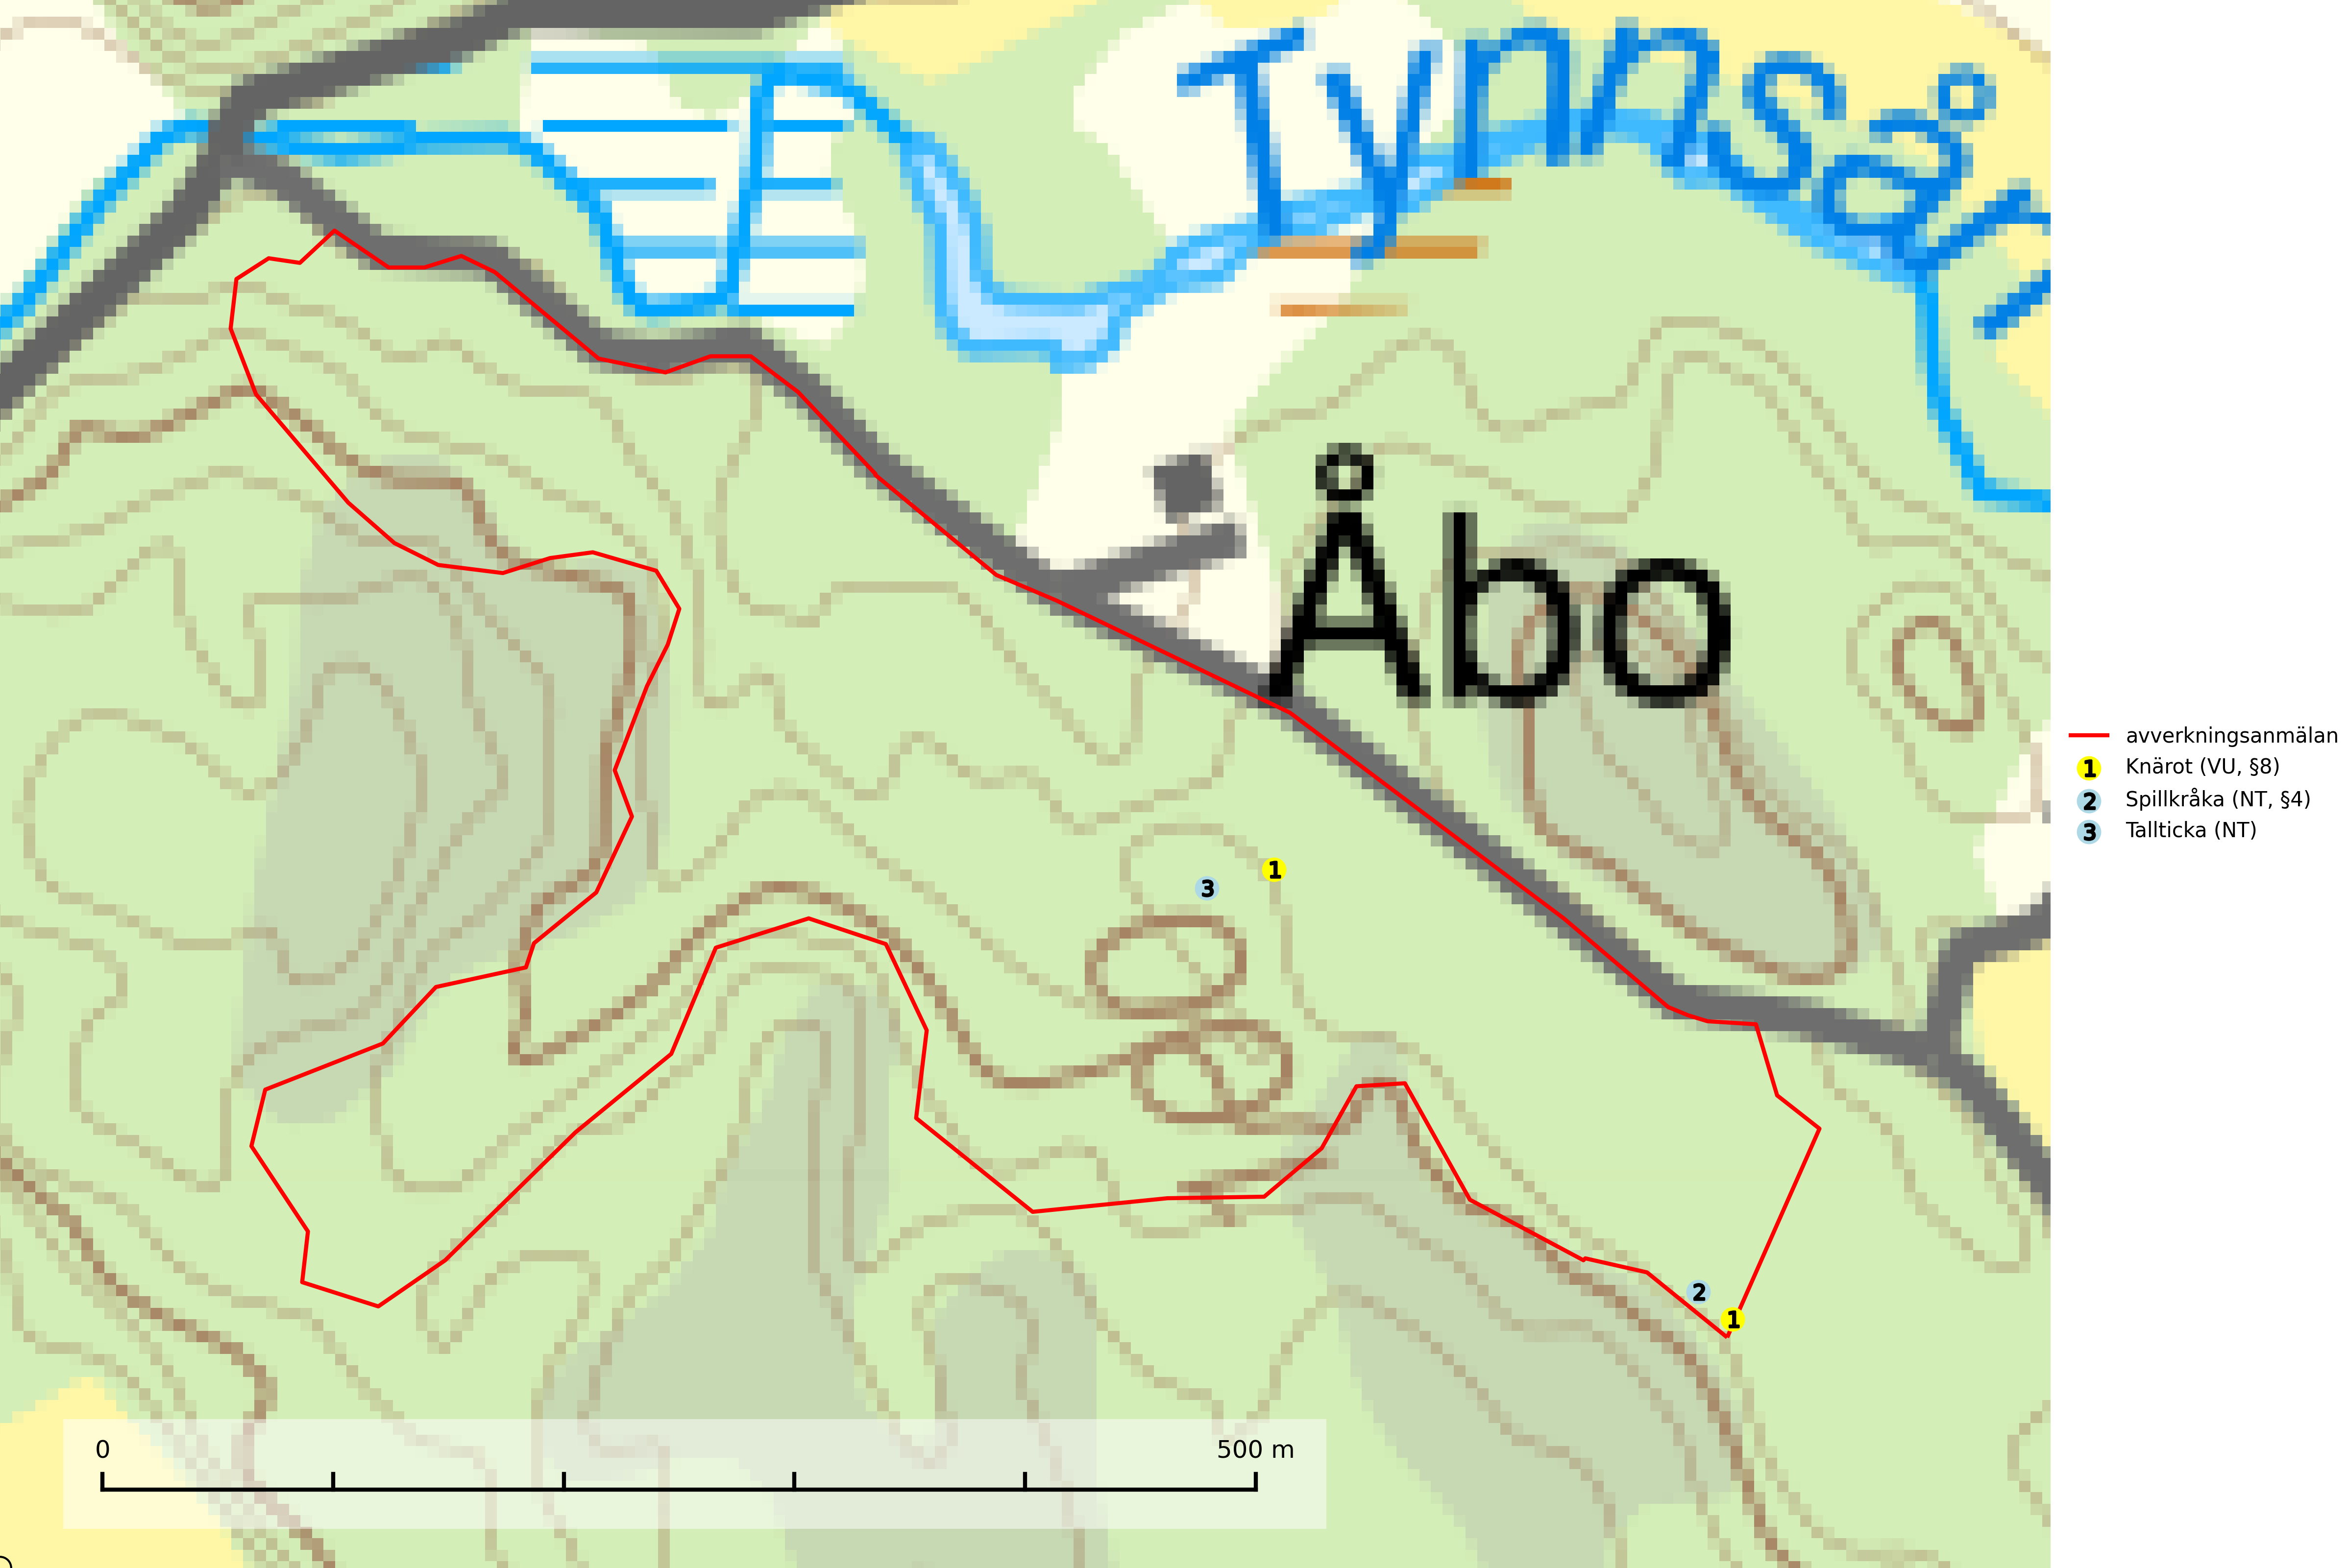 Tynnsån
Åbo
1
3
2
1
0
500 m
avverkningsanmälan
1 Knärot (VU, §8)
2 Spillkråka (NT, §4)
3 Tallticka (NT)